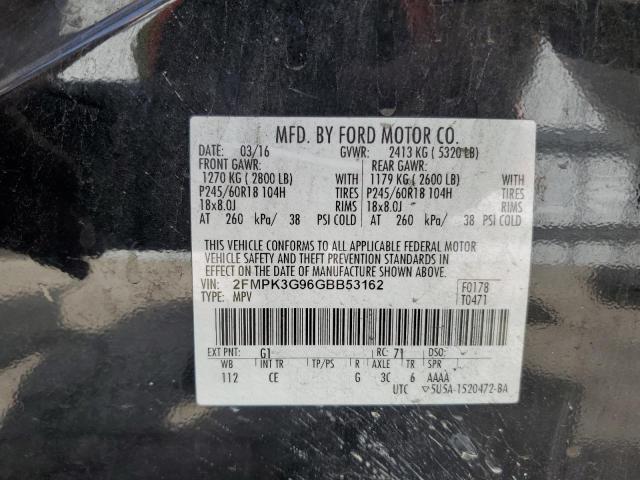 MFD. BY FORD MOTOR CO.
DATE: 03/16 GVWR: 2413 KG ( 5320 LB)
FRONT GAWR: REAR GAWR:
1270 KG ( 2800 LB) WITH 1179 KG ( 2600 LB) WITH
P245/60R18 104H TIRES P245/60R18 104H TIRES
18x8.0J RIMS 18x8.0J RIMS
AT 260 kPa/ 38 PSI COLD AT 260 kPa/ 38 PSI COLD
THIS VEHICLE CONFORMS TO ALL APPLICABLE FEDERAL MOTOR
VEHICLE SAFETY AND THEFT PREVENTION STANDARDS IN EFFECT
ON THE DATE OF MANUFACTURE SHOWN ABOVE.
VIN: 2FMPK3G96GBB53162 F0178
TYPE: MPV T0471
EXT PNT: G1 RC: 71 DSO:
WB INT TR TP/PS R AXLE TR SPR
112 CE G 3C 6 AAAA
UTC ▽5U5A-1520472-BA